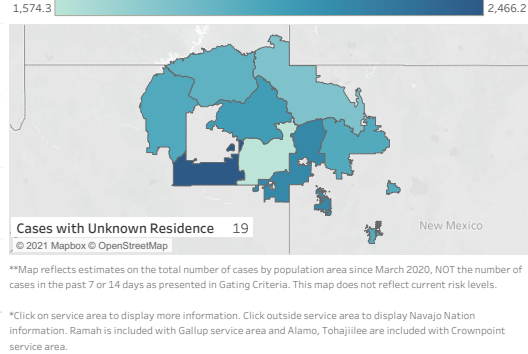 1,574.3 2,466.2
New Mexico
Cases with Unknown Residence 19
© 2021 Mapbox © OpenStreetMap
**Map reflects estimates on the total number of cases by population area since March 2020, NOT the number of
cases in the past 7 or 14 days as presented in Gating Criteria. This map does not reflect current risk levels.
*Click on service area to display more information. Click outside service area to display Navajo Nation
information. Ramah is included with Gallup service area and Alamo, Tohajiilee are included with Crownpoint
service area.